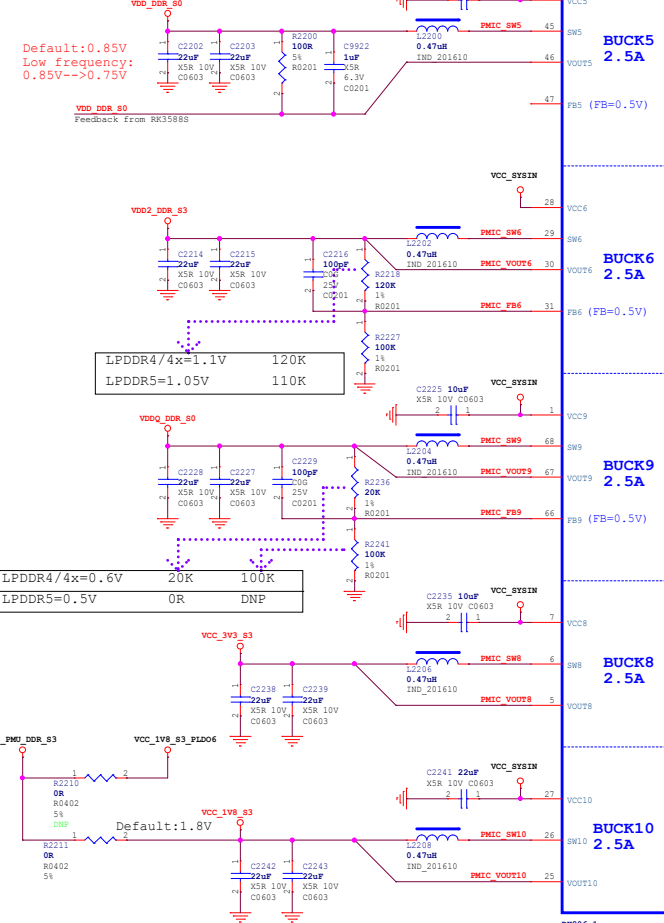 VDD_DDR_S0
VCC5
Default:0.85V
Low frequency:
0.85V-->0.75V
C2202
22uF
X5R 10V
C0603
C2203
22uF
X5R 10V
C0603
R2200
100R
5%
R0201
C9922
1uF
X5R
6.3V
C0201
L2200
0.47uH
IND_201610
PMIC_SW5
45
SW5
46
VOUT5
47
FB5 (FB=0.5V)
BUCK5
2.5A
VDD_DDR_S0
Feedback from RK3588S
VCC_SYSIN
28
VCC6
VDD2_DDR_S3
C2214
22uF
X5R 10V
C0603
C2215
22uF
X5R 10V
C0603
C2216
100pF
C0G
25V
C0201
R2218
120K
1%
R0201
L2202
0.47uH
IND_201610
PMIC_SW6
29
SW6
PMIC_VOUT6
30
VOUT6
PMIC_FB6
31
FB6 (FB=0.5V)
BUCK6
2.5A
R2227
100K
1%
R0201
LPDDR4/4x=1.1V 120K
LPDDR5=1.05V 110K
C2225 10uF
X5R 10V C0603
VCC_SYSIN
1
VCC9
VDDQ_DDR_S0
C2228
22uF
X5R 10V
C0603
C2227
22uF
X5R 10V
C0603
C2229
100pF
C0G
25V
C0201
R2236
20K
1%
R0201
L2204
0.47uH
IND_201610
PMIC_SW9
68
SW9
PMIC_VOUT9
67
VOUT9
PMIC_FB9
66
FB9 (FB=0.5V)
BUCK9
2.5A
R2241
100K
1%
R0201
LPDDR4/4x=0.6V 20K 100K
LPDDR5=0.5V 0R DNP
C2235 10uF
X5R 10V C0603
VCC_SYSIN
7
VCC8
VCC_3V3_S3
C2238
22uF
X5R 10V
C0603
C2239
22uF
X5R 10V
C0603
L2206
0.47uH
IND_201610
PMIC_SW8
6
SW8
PMIC_VOUT8
5
VOUT8
BUCK8
2.5A
_PMU_DDR_S3
VCC_1V8_S3_PLDO6
R2210
0R
R0402
5%
DNP
C2241 22uF
X5R 10V C0603
VCC_SYSIN
27
VCC10
VCC_1V8_S3
Default:1.8V
R2211
0R
R0402
5%
C2242
22uF
X5R 10V
C0603
C2243
22uF
X5R 10V
C0603
L2208
0.47uH
IND_201610
PMIC_SW10
26
SW10
PMIC_VOUT10
25
VOUT10
BUCK10
2.5A